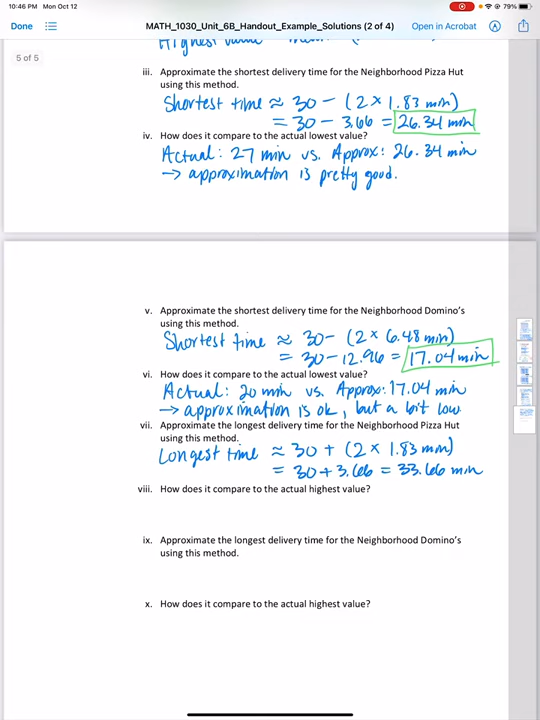 10:46 PM Mon Oct 12
79%
Done
MATH_1030_Unit_6B_Handout_Example_Solutions (2 of 4)
Open in Acrobat
5 of 5
Highest value
iii. Approximate the shortest delivery time for the Neighborhood Pizza Hut
using this method.
Shortest time ≈ 30 - (2 × 1.83 min)
= 30 - 3.66 = 26.34 min
iv. How does it compare to the actual lowest value?
Actual: 27 min vs. Approx: 26.34 min
→ approximation is pretty good.
v. Approximate the shortest delivery time for the Neighborhood Domino's
using this method.
Shortest time ≈ 30 - (2 × 6.48 min)
= 30 - 12.96 = 17.04 min
vi. How does it compare to the actual lowest value?
Actual: 20 min vs. Approx: 17.04 min
→ approximation is ok, but a bit low
vii. Approximate the longest delivery time for the Neighborhood Pizza Hut
using this method.
Longest time ≈ 30 + (2 × 1.83 min)
= 30 + 3.66 = 33.66 min
viii. How does it compare to the actual highest value?
ix. Approximate the longest delivery time for the Neighborhood Domino's
using this method.
x. How does it compare to the actual highest value?